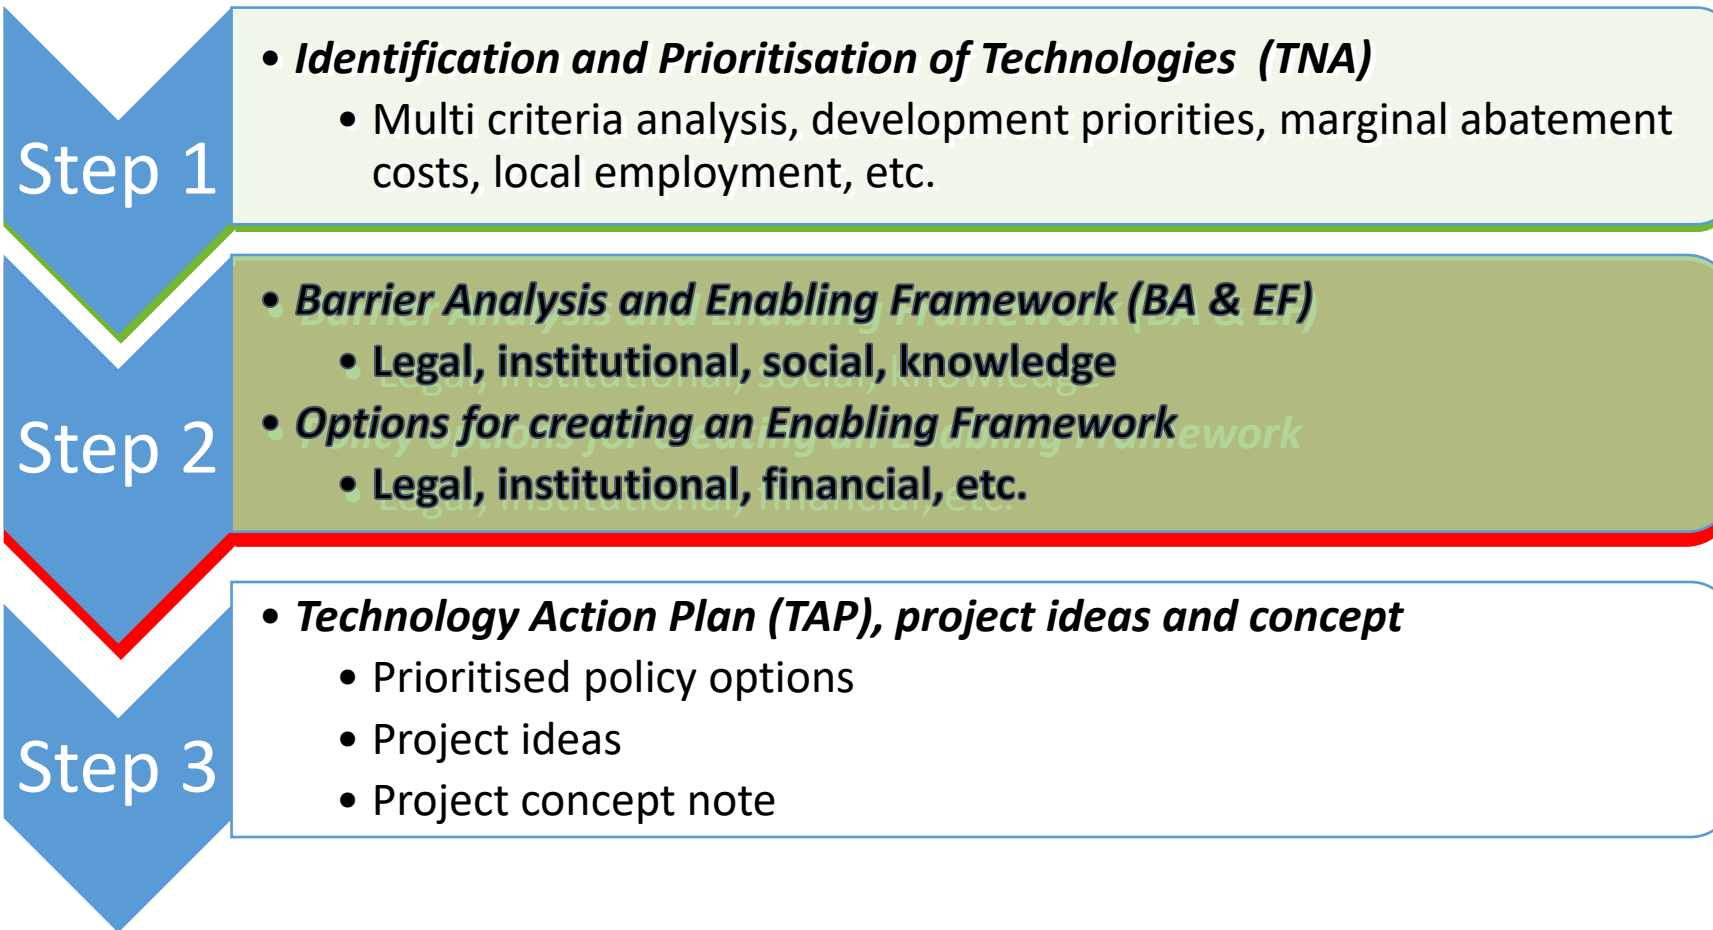 Step 1
• Identification and Prioritisation of Technologies (TNA)
• Multi criteria analysis, development priorities, marginal abatement
costs, local employment, etc.
Step 2
• Barrier Analysis and Enabling Framework (BA & EF)
• Legal, institutional, social, knowledge
• Options for creating an Enabling Framework
• Legal, institutional, financial, etc.
Step 3
• Technology Action Plan (TAP), project ideas and concept
• Prioritised policy options
• Project ideas
• Project concept note